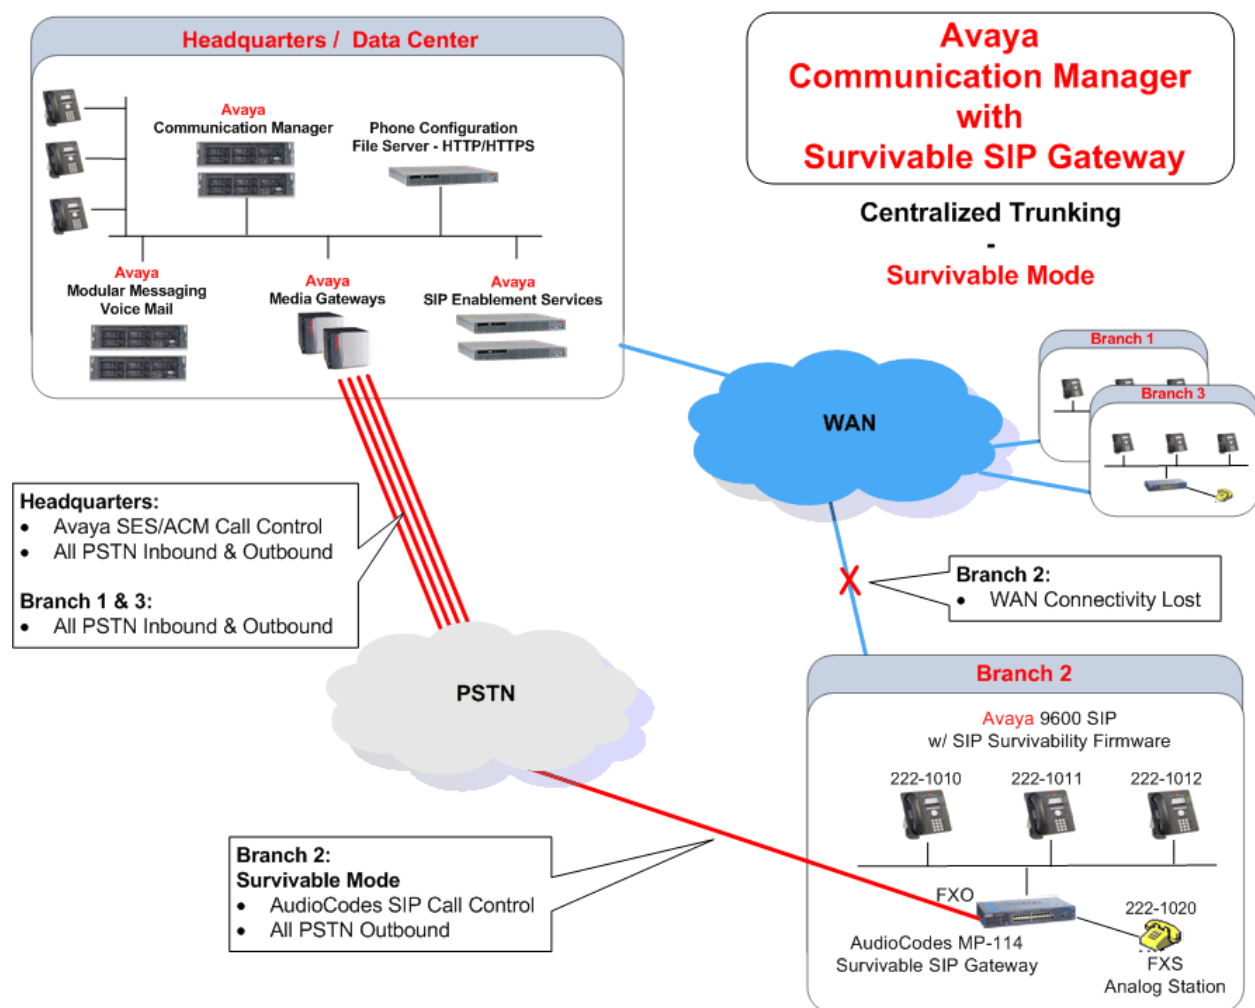 Headquarters / Data Center
Avaya
Communication Manager
Phone Configuration
File Server - HTTP/HTTPS
Avaya
Modular Messaging
Voice Mail
Avaya
Media Gateways
Avaya
SIP Enablement Services
Avaya
Communication Manager
with
Survivable SIP Gateway
Centralized Trunking
-
Survivable Mode
Branch 1
Branch 3
WAN
Headquarters:
• Avaya SES/ACM Call Control
• All PSTN Inbound & Outbound
Branch 1 & 3:
• All PSTN Inbound & Outbound
Branch 2:
• WAN Connectivity Lost
PSTN
Branch 2:
Survivable Mode
• AudioCodes SIP Call Control
• All PSTN Outbound
Branch 2
Avaya 9600 SIP
w/ SIP Survivability Firmware
222-1010 222-1011 222-1012
FXO
222-1020
AudioCodes MP-114
Survivable SIP Gateway
FXS
Analog Station